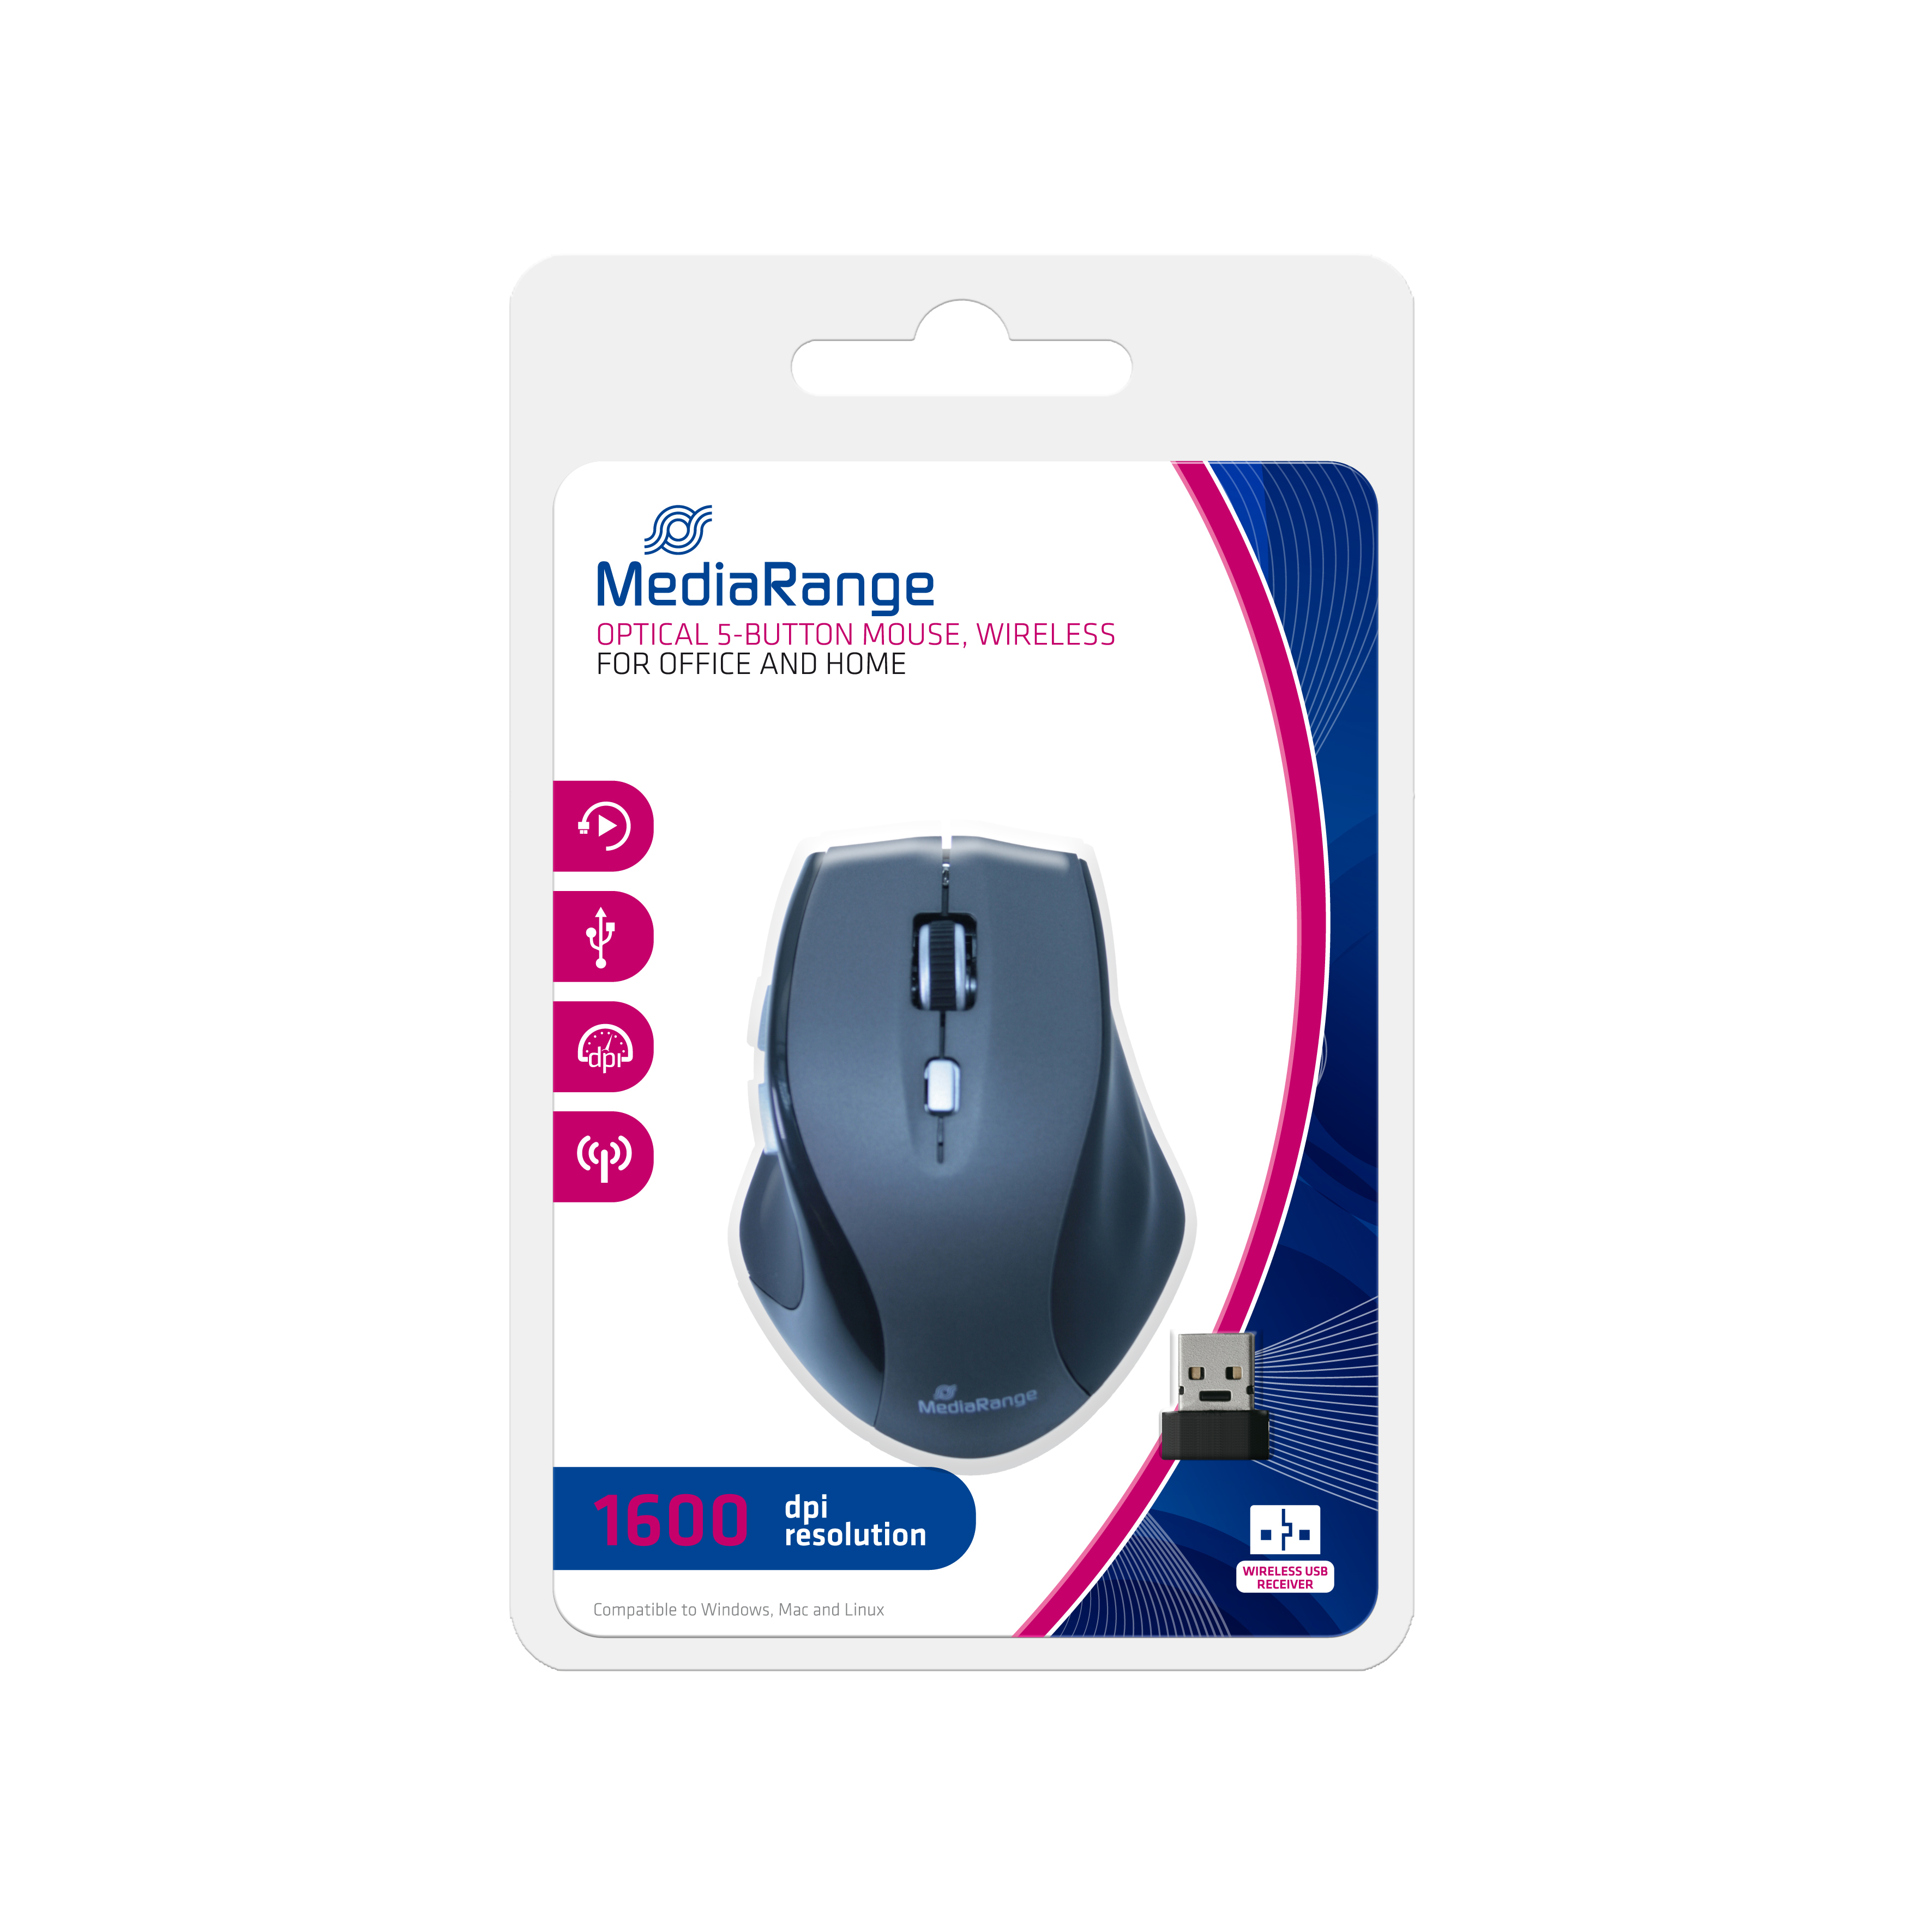 MediaRange
OPTICAL 5-BUTTON MOUSE, WIRELESS
FOR OFFICE AND HOME
dpi
MediaRange
1600 dpi
resolution
WIRELESS USB
RECEIVER
Compatible to Windows, Mac and Linux